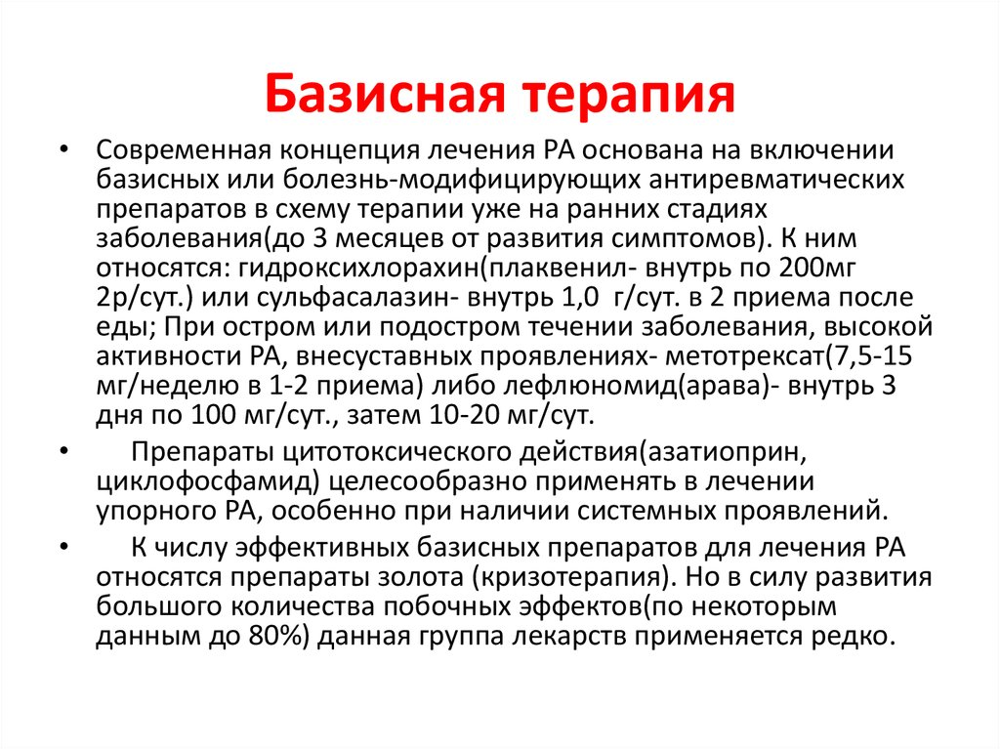 Базисная терапия
• Современная концепция лечения РА основана на включении
базисных или болезнь-модифицирующих антиревматических
препаратов в схему терапии уже на ранних стадиях
заболевания(до 3 месяцев от развития симптомов). К ним
относятся: гидроксихлорахин(плаквенил- внутрь по 200мг
2р/сут.) или сульфасалазин- внутрь 1,0  г/сут. в 2 приема после
еды; При остром или подостром течении заболевания, высокой
активности РА, внесуставных проявлениях- метотрексат(7,5-15
мг/неделю в 1-2 приема) либо лефлюномид(арава)- внутрь 3
дня по 100 мг/сут., затем 10-20 мг/сут.
• Препараты цитотоксического действия(азатиоприн,
циклофосфамид) целесообразно применять в лечении
упорного РА, особенно при наличии системных проявлений.
• К числу эффективных базисных препаратов для лечения РА
относятся препараты золота (кризотерапия). Но в силу развития
большого количества побочных эффектов(по некоторым
данным до 80%) данная группа лекарств применяется редко.